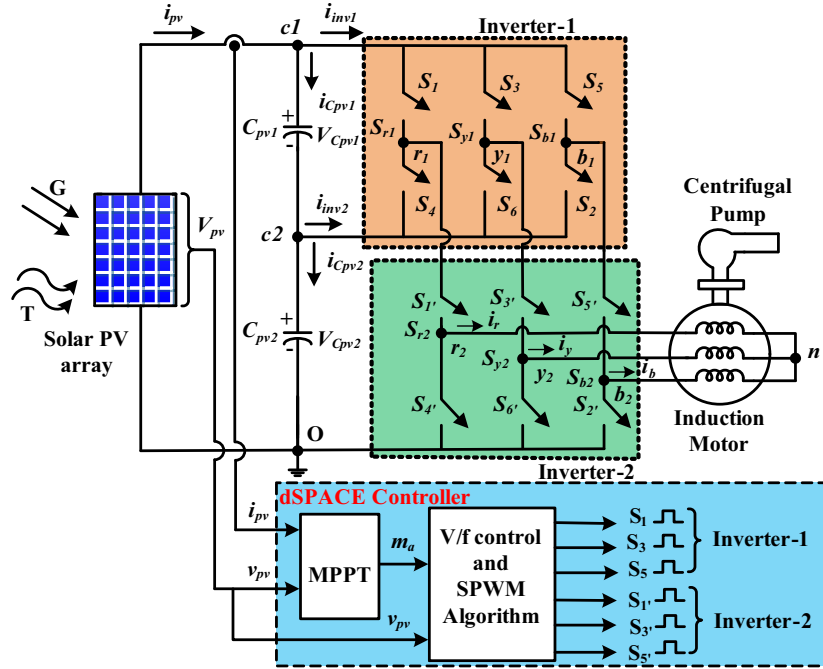 i_pv
c1
i_inv1
Inverter-1
S_1
S_3
S_5
i_Cpv1
+
C_pv1
-
V_Cpv1
S_r1
r_1
S_y1
y_1
S_b1
b_1
S_4
S_6
S_2
G
V_pv
T
Solar PV
array
c2
i_inv2
i_Cpv2
+
C_pv2
-
V_Cpv2
O
S_1'
S_3'
S_5'
S_r2
r_2
i_r
S_y2
y_2
i_y
S_b2
b_2
i_b
S_4'
S_6'
S_2'
Inverter-2
Centrifugal
Pump
n
Induction
Motor
dSPACE Controller
i_pv
v_pv
MPPT
m_a
v_pv
V/f control
and
SPWM
Algorithm
S_1
S_3
S_5
Inverter-1
S_1'
S_3'
S_5'
Inverter-2